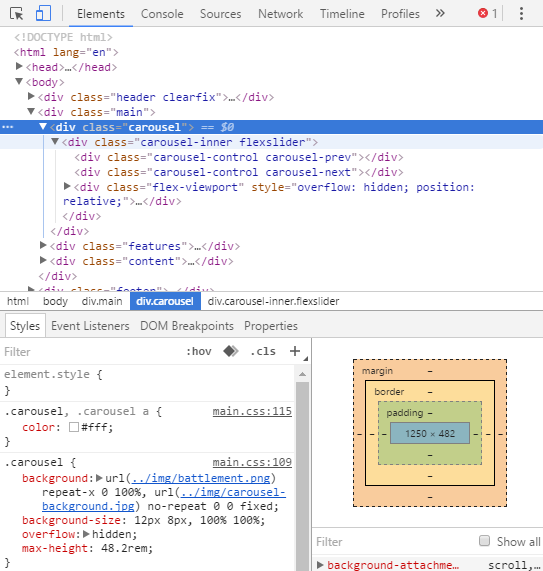 Elements Console Sources Network Timeline Profiles » 1
<!DOCTYPE html>
<html lang="en">
<head>…</head>
<body>
<div class="header clearfix">…</div>
<div class="main">
… <div class="carousel"> == $0
<div class="carousel-inner flexslider">
<div class="carousel-control carousel-prev"></div>
<div class="carousel-control carousel-next"></div>
<div class="flex-viewport" style="overflow: hidden; position:
relative;">…</div>
</div>
</div>
<div class="features">…</div>
<div class="content">…</div>
</div>
<div class="footer">…</div>
html body div.main div.carousel div.carousel-inner.flexslider
Styles Event Listeners DOM Breakpoints Properties
Filter :hov .cls +
element.style {
}
.carousel, .carousel a { main.css:115
color: #fff;
}
.carousel { main.css:109
background: url(../img/battlement.png)
repeat-x 0 100%, url(../img/carousel-
background.jpg) no-repeat 0 0 fixed;
background-size: 12px 8px, 100% 100%;
overflow: hidden;
max-height: 48.2rem;
}
margin –
border –
padding –
– – – 1250 × 482 – – –
–
–
–
Filter Show all
background-attachme… scroll,…